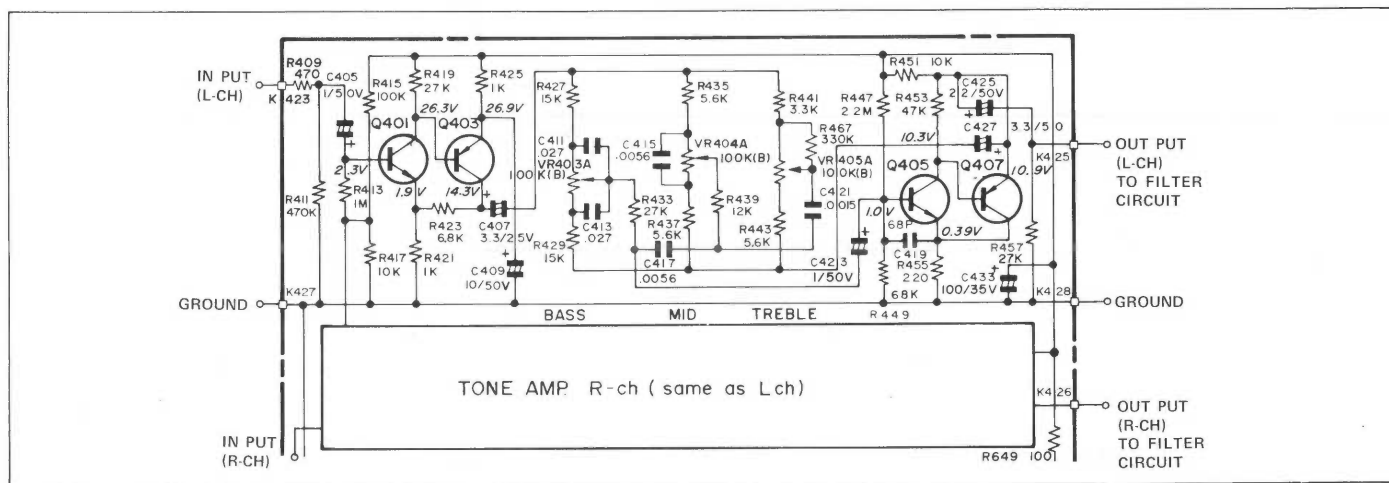 IN PUT
(L-CH)
R409
470
K423
C405
1/50V
R415
100K
R419
27K
R425
1K
26.3V
26.9V
Q401
Q403
2.3V
1.9V
14.3V
R411
470K
R413
1M
R417
10K
R423
6.8K
R421
1K
C407
3.3/25V
C409
10/50V
R427
15K
C411
.027
VR403A
100K(B)
C413
.027
R429
15K
R433
27K
C417
.0056
C415
.0056
R435
5.6K
VR404A
100K(B)
R437
5.6K
R439
12K
R441
3.3K
R467
330K
VR405A
100K(B)
C421
.0015
R443
5.6K
C423
1/50V
R447
2.2M
R451 10K
R453
47K
C425
2.2/50V
C427
3.3/50
10.3V
Q405
Q407
10.9V
1.0V
0.39V
68P
C419
R455
220
68K
R449
C433
100/35V
R457
27K
K425
OUT PUT
(L-CH)
TO FILTER
CIRCUIT
GROUND
K427
K428
GROUND
BASS
MID
TREBLE
TONE AMP. R-ch (same as Lch)
K426
OUT PUT
(R-CH)
TO FILTER
CIRCUIT
IN PUT
(R-CH)
R649 100